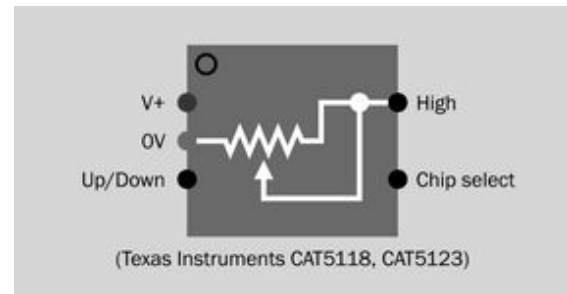 V+
High
0V
Up/Down
Chip select
(Texas Instruments CAT5118, CAT5123)